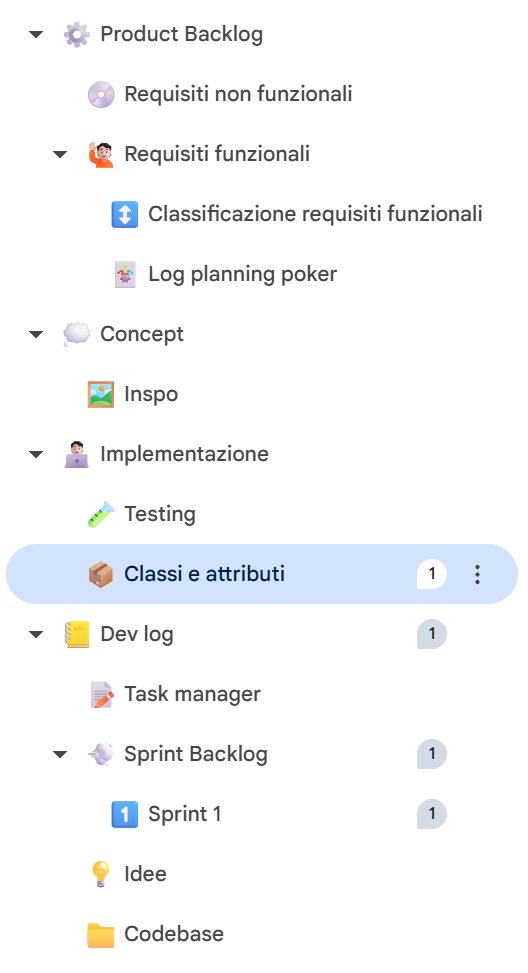 Product Backlog
Requisiti non funzionali
Requisiti funzionali
Classificazione requisiti funzionali
Log planning poker
Concept
Inspo
Implementazione
Testing
Classi e attributi 1
Dev log 1
Task manager
Sprint Backlog 1
1 Sprint 1 1
Idee
Codebase